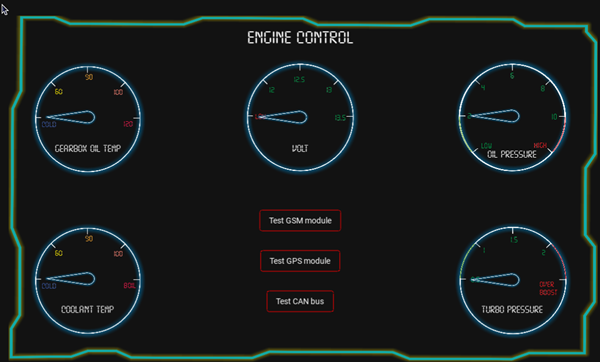 ENGINE CONTROL
COLD
60
90
100
120
GEARBOX OIL TEMP
12
12.5
13
13.5
VOLT
2
4
6
8
10
LOW
HIGH
OIL PRESSURE
Test GSM module
Test GPS module
Test CAN bus
COLD
60
90
100
BOIL
COOLANT TEMP
1
1.5
2
OVER
BOOST
TURBO PRESSURE